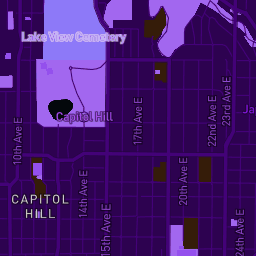 Lake View Cemetery
10th Ave E
Capitol Hill
17th Ave E
22nd Ave E
23rd Ave E
Ja
14th Ave E
20th Ave E
CAPITOL
HILL
15th Ave E
24th Ave E